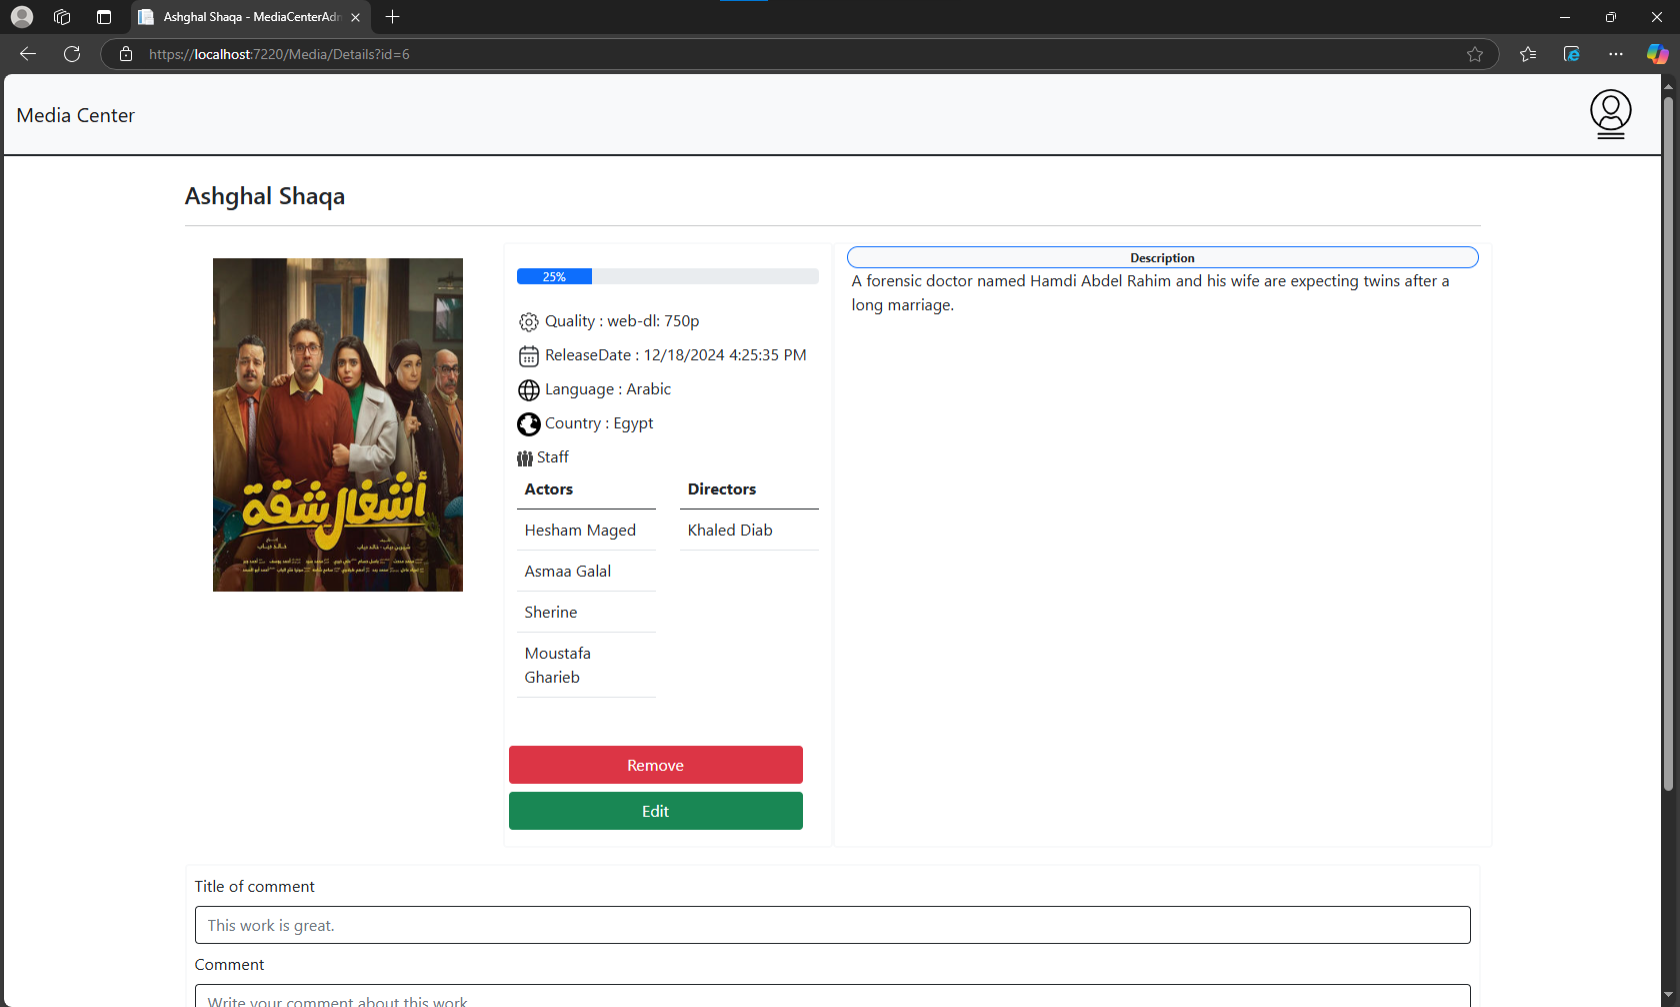 Ashghal Shaqa - MediaCenterAdm
https://localhost:7220/Media/Details?id=6
Media Center
Ashghal Shaqa
أشغال شقة
25%
Quality : web-dl: 750p
ReleaseDate : 12/18/2024 4:25:35 PM
Language : Arabic
Country : Egypt
Staff
Actors
Directors
Hesham Maged
Khaled Diab
Asmaa Galal
Sherine
Moustafa
Gharieb
Remove
Edit
Description
A forensic doctor named Hamdi Abdel Rahim and his wife are expecting twins after a
long marriage.
Title of comment
This work is great.
Comment
Write your comment about this work